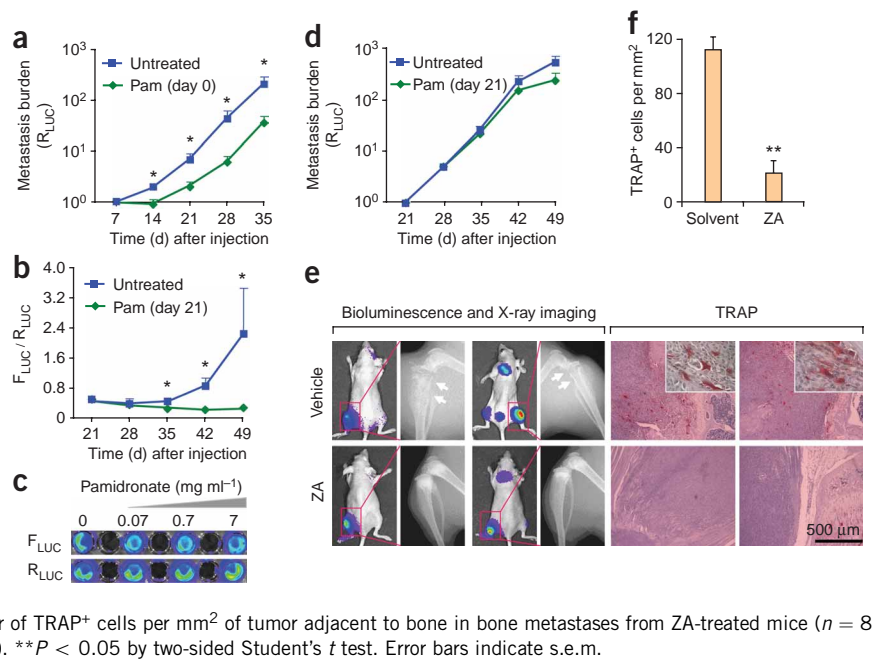 a
Metastasis burden
(R_LUC)
10³
10²
10¹
10⁰
Untreated
Pam (day 0)
*
*
*
*
7 14 21 28 35
Time (d) after injection
d
Metastasis burden
(R_LUC)
10³
10²
10¹
10⁰
Untreated
Pam (day 21)
21 28 35 42 49
Time (d) after injection
f
TRAP⁺ cells per mm²
120
80
40
0
**
Solvent ZA
b
F_LUC / R_LUC
4.0
3.2
2.4
1.6
0.8
0
Untreated
Pam (day 21)
*
*
*
21 28 35 42 49
Time (d) after injection
c
Pamidronate (mg ml⁻¹)
0 0.07 0.7 7
F_LUC
R_LUC
e
Bioluminescence and X-ray imaging TRAP
Vehicle
ZA
500 µm
r of TRAP⁺ cells per mm² of tumor adjacent to bone in bone metastases from ZA-treated mice (n = 8
). **P < 0.05 by two-sided Student's t test. Error bars indicate s.e.m.